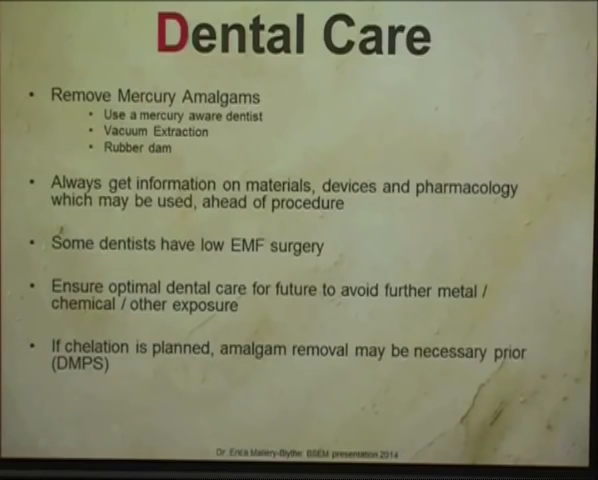 Dental Care
• Remove Mercury Amalgams
• Use a mercury aware dentist
• Vacuum Extraction
• Rubber dam
• Always get information on materials, devices and pharmacology
which may be used, ahead of procedure
• Some dentists have low EMF surgery
• Ensure optimal dental care for future to avoid further metal /
chemical / other exposure
• If chelation is planned, amalgam removal may be necessary prior
(DMPS)
Dr. Erica Mallery-Blythe: BSEM presentation 2014